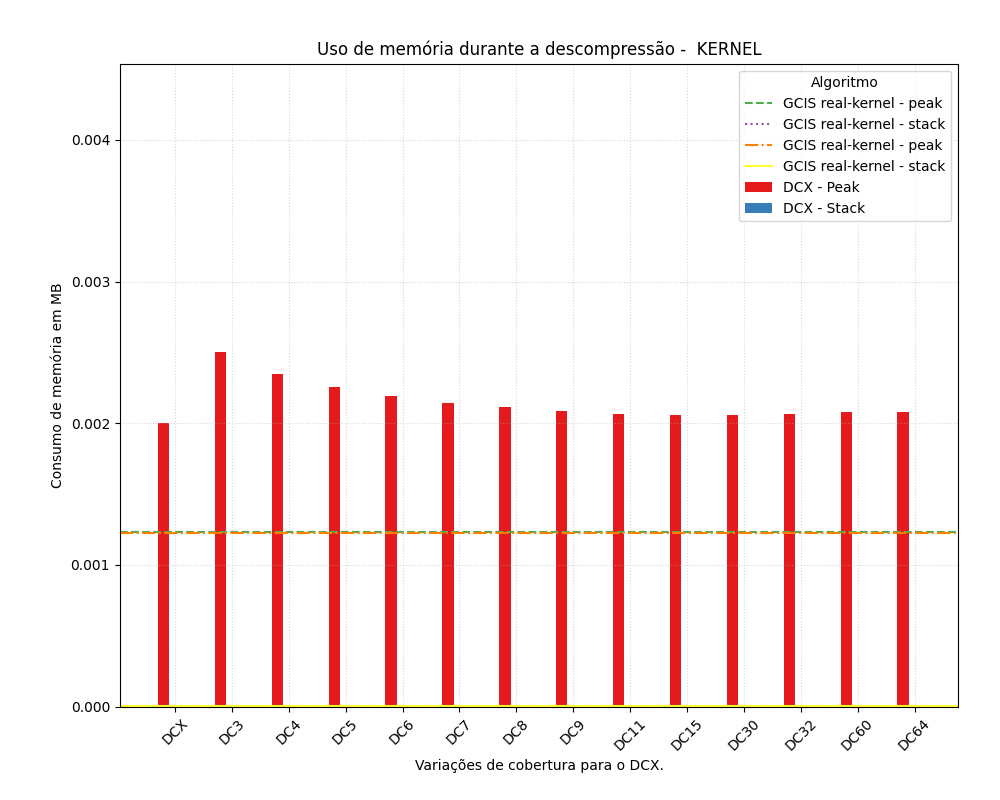 Uso de memória durante a descompressão -  KERNEL
Algoritmo
GCIS real-kernel - peak
GCIS real-kernel - stack
GCIS real-kernel - peak
GCIS real-kernel - stack
DCX - Peak
DCX - Stack
Consumo de memória em MB
0.004
0.003
0.002
0.001
0.000
DCX DC3 DC4 DC5 DC6 DC7 DC8 DC9 DC11 DC15 DC30 DC32 DC60 DC64
Variações de cobertura para o DCX.